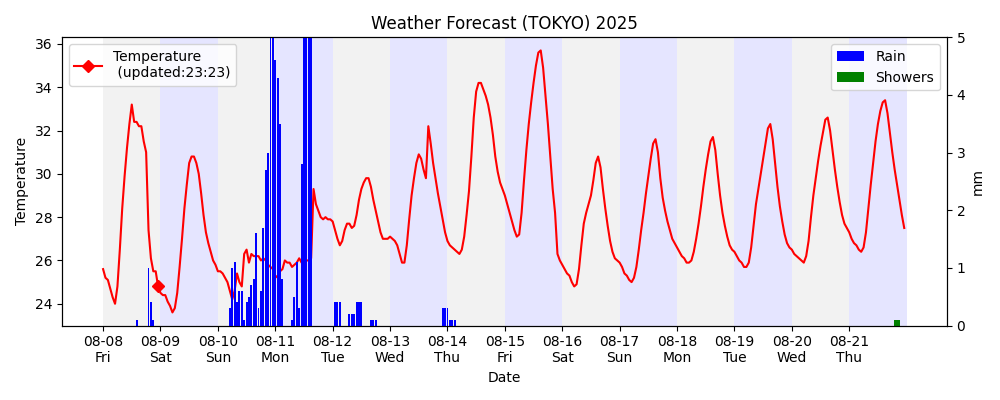 Weather Forecast (TOKYO) 2025
Temperature
(updated:23:23)
Rain
Showers
Temperature
36
34
32
30
28
26
24
5
4
3
2
1
0
mm
08-08 08-09 08-10 08-11 08-12 08-13 08-14 08-15 08-16 08-17 08-18 08-19 08-20 08-21
Fri Sat Sun Mon Tue Wed Thu Fri Sat Sun Mon Tue Wed Thu
Date